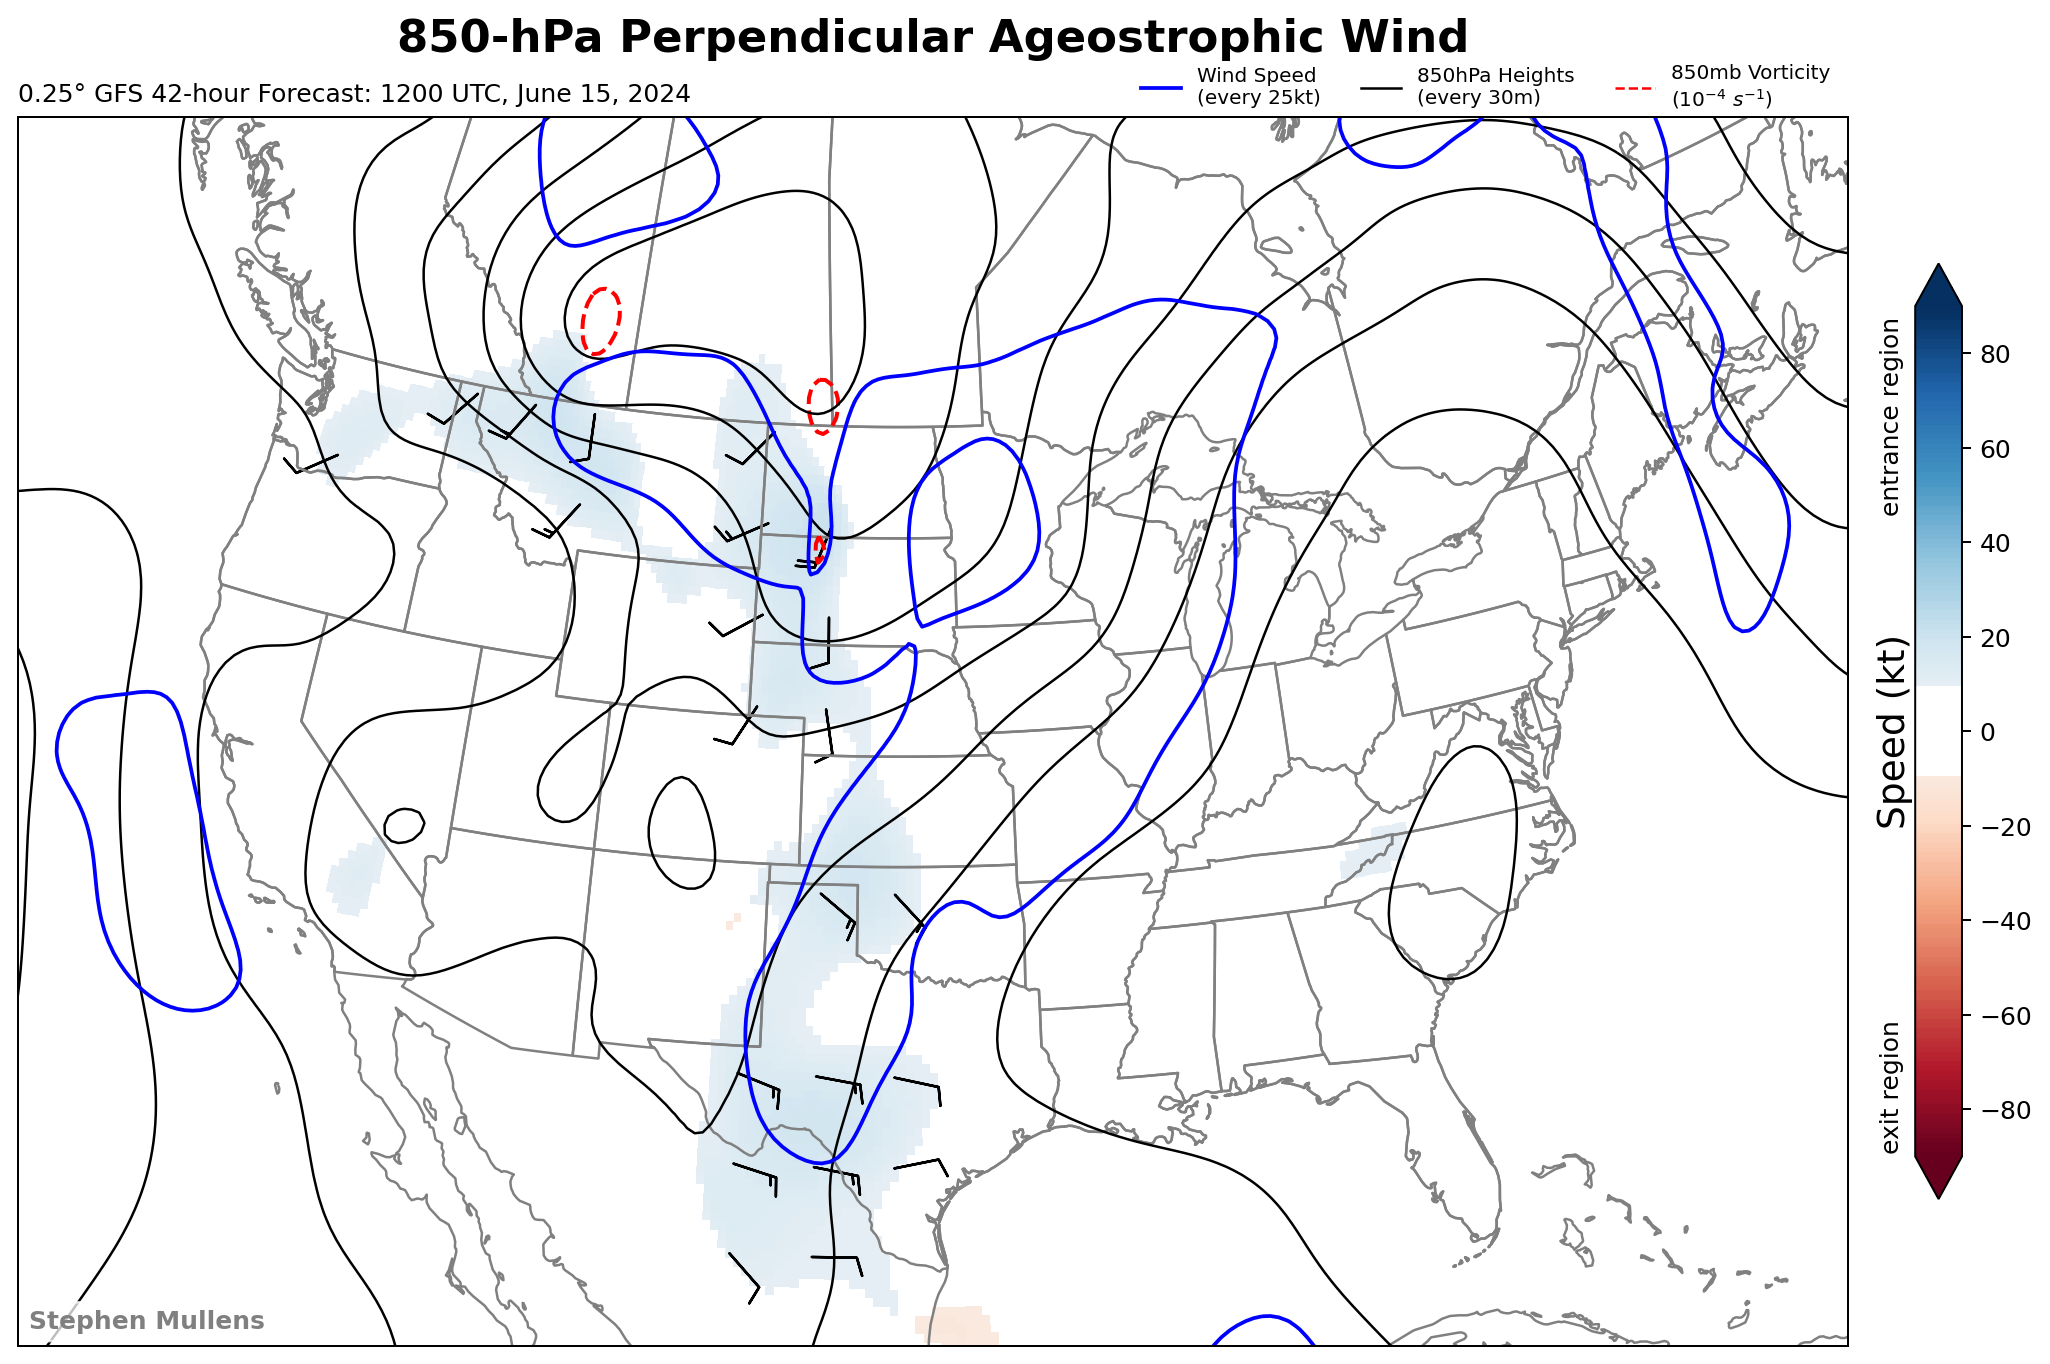 850-hPa Perpendicular Ageostrophic Wind
0.25° GFS 42-hour Forecast: 1200 UTC, June 15, 2024
Wind Speed
(every 25kt)
850hPa Heights
(every 30m)
850mb Vorticity
(10⁻⁴ s⁻¹)
entrance region
Speed (kt)
exit region
80
60
40
20
0
−20
−40
−60
−80
Stephen Mullens